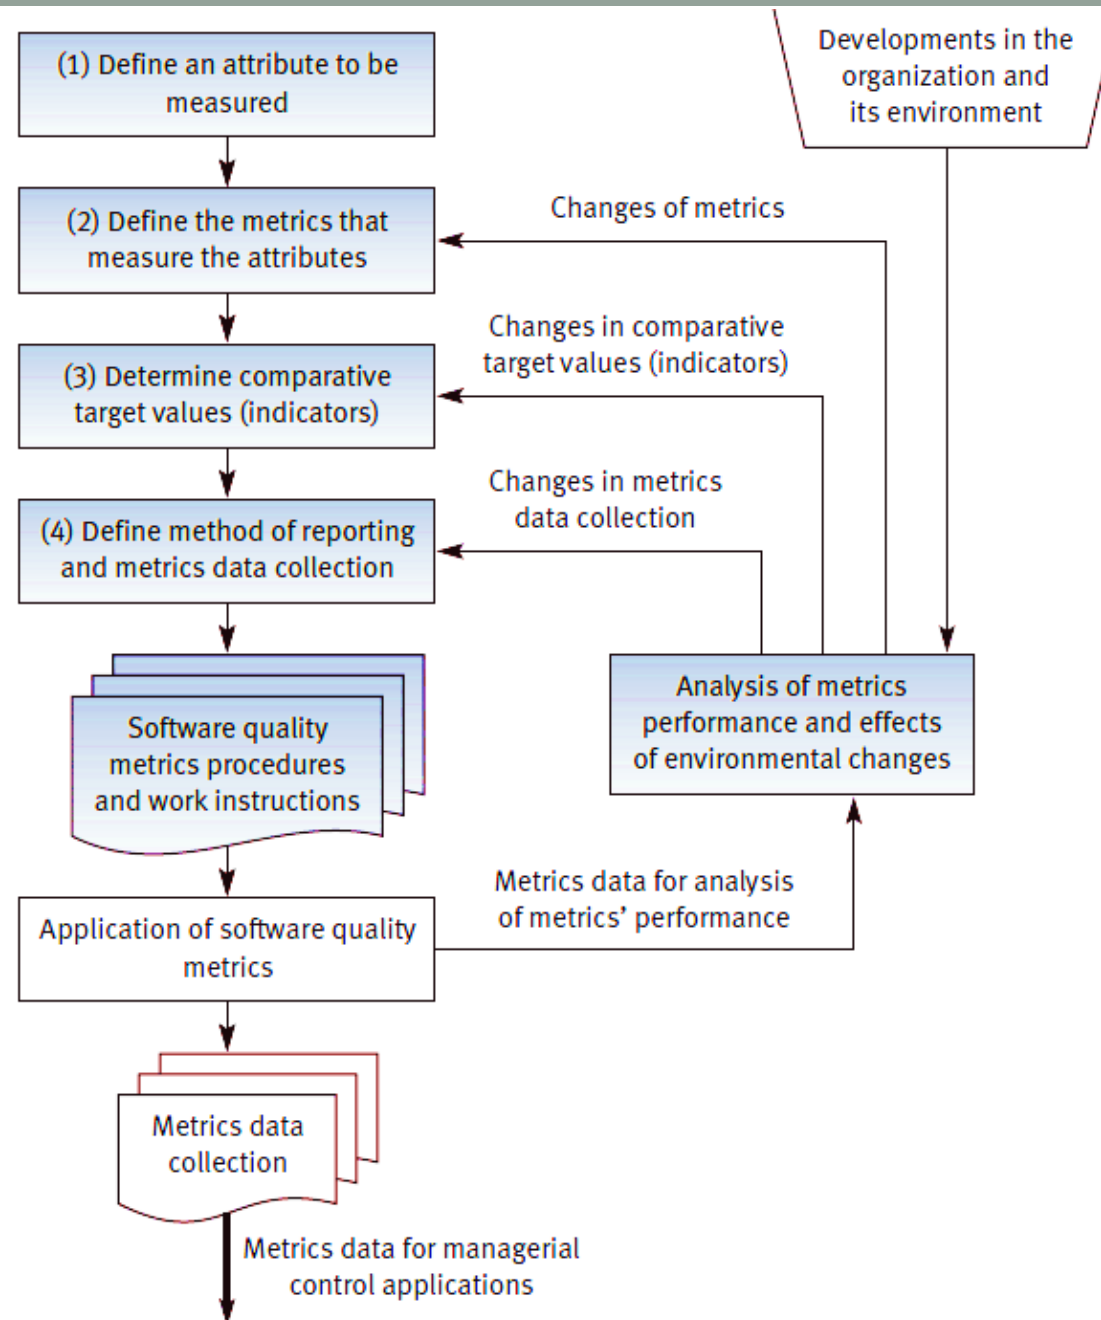 (1) Define an attribute to be
measured
Developments in the
organization and
its environment
(2) Define the metrics that
measure the attributes
Changes of metrics
(3) Determine comparative
target values (indicators)
Changes in comparative
target values (indicators)
(4) Define method of reporting
and metrics data collection
Changes in metrics
data collection
Software quality
metrics procedures
and work instructions
Analysis of metrics
performance and effects
of environmental changes
Application of software quality
metrics
Metrics data for analysis
of metrics’ performance
Metrics data
collection
Metrics data for managerial
control applications